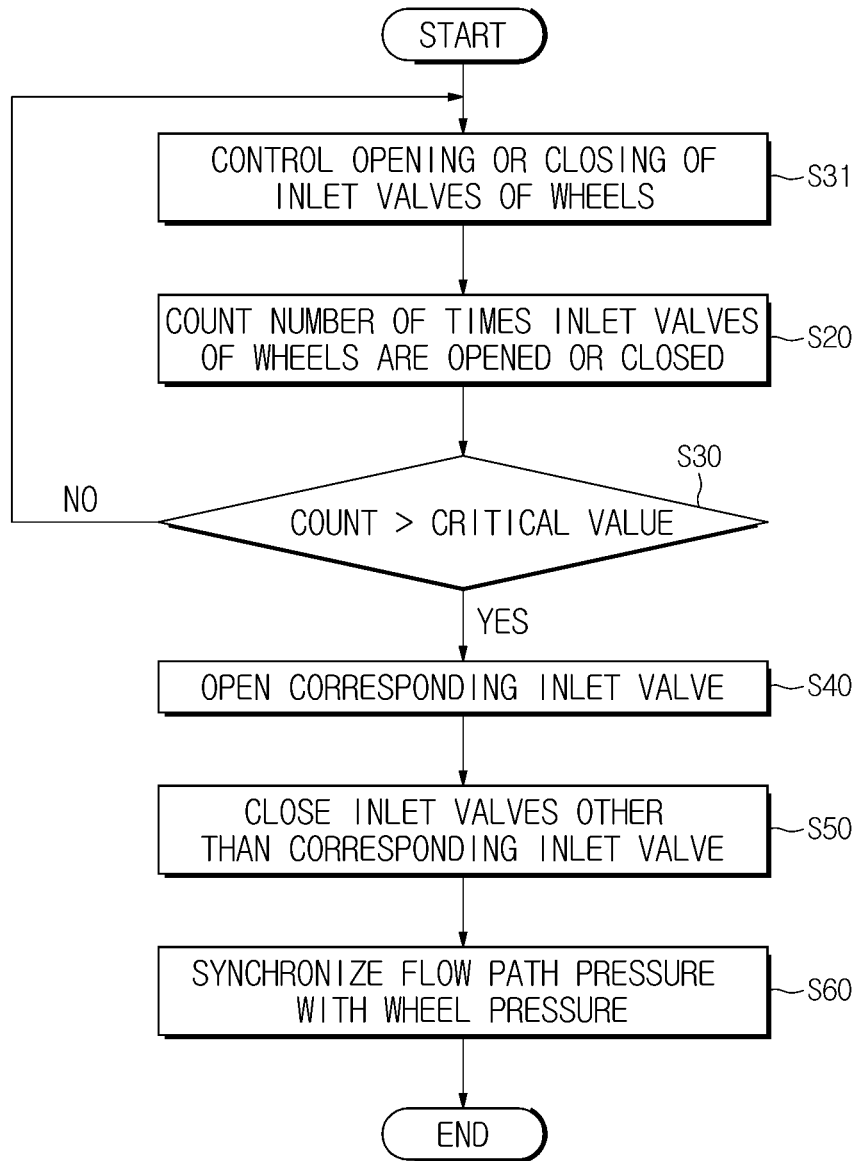 START
CONTROL OPENING OR CLOSING OF
INLET VALVES OF WHEELS
S31
COUNT NUMBER OF TIMES INLET VALVES
OF WHEELS ARE OPENED OR CLOSED
S20
S30
NO
COUNT > CRITICAL VALUE
YES
OPEN CORRESPONDING INLET VALVE
S40
CLOSE INLET VALVES OTHER
THAN CORRESPONDING INLET VALVE
S50
SYNCHRONIZE FLOW PATH PRESSURE
WITH WHEEL PRESSURE
S60
END